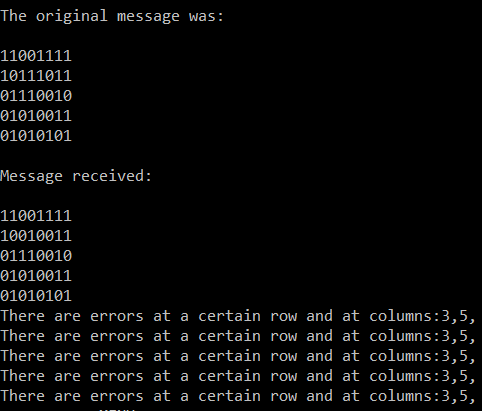 The original message was:
11001111
10111011
01110010
01010011
01010101
Message received:
11001111
10010011
01110010
01010011
01010101
There are errors at a certain row and at columns:3,5,
There are errors at a certain row and at columns:3,5,
There are errors at a certain row and at columns:3,5,
There are errors at a certain row and at columns:3,5,
There are errors at a certain row and at columns:3,5,